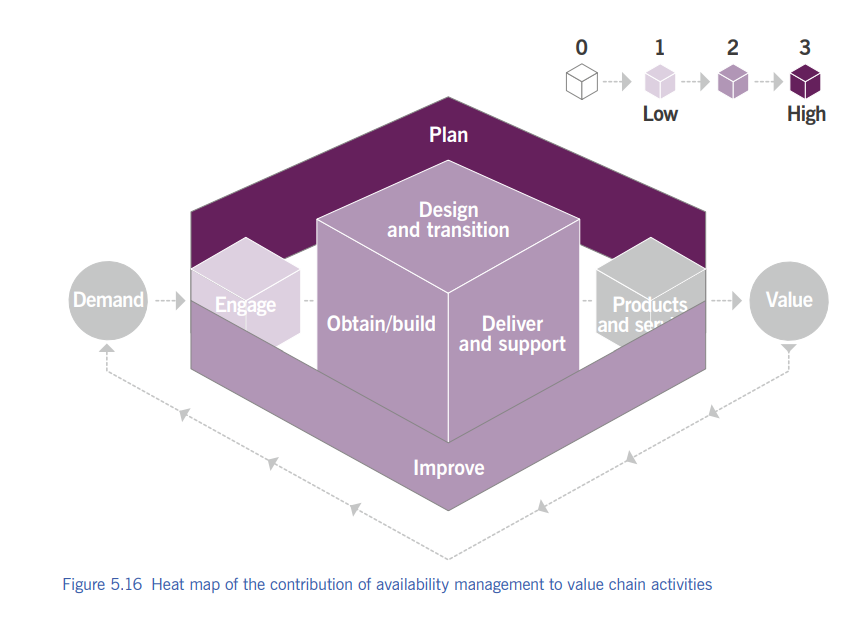 0 1 2 3
Low High
Plan
Design
and transition
Demand
Engage
Obtain/build
Deliver
and support
Products
and
Value
Improve
Figure 5.16 Heat map of the contribution of availability management to value chain activities